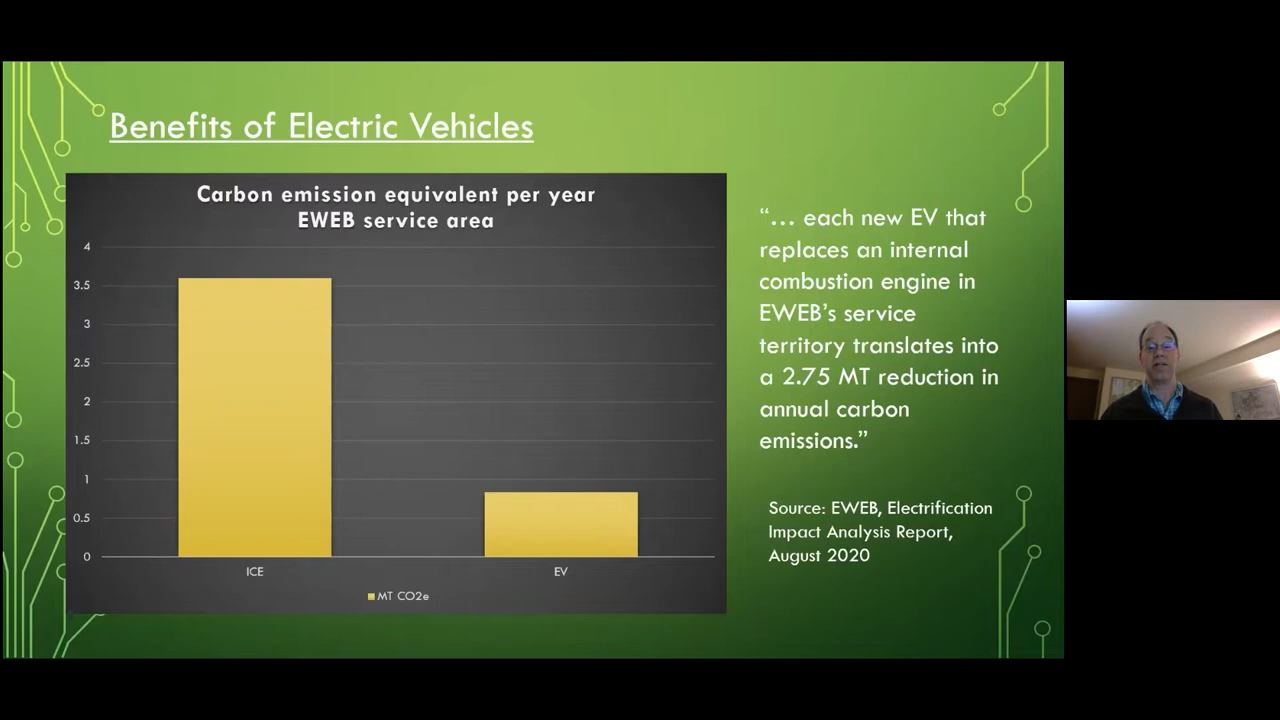 Benefits of Electric Vehicles
Carbon emission equivalent per year
EWEB service area
4
3.5
3
2.5
2
1.5
1
0.5
0
ICE
EV
MT CO2e
“… each new EV that
replaces an internal
combustion engine in
EWEB’s service
territory translates into
a 2.75 MT reduction in
annual carbon
emissions.”
Source: EWEB, Electrification
Impact Analysis Report,
August 2020